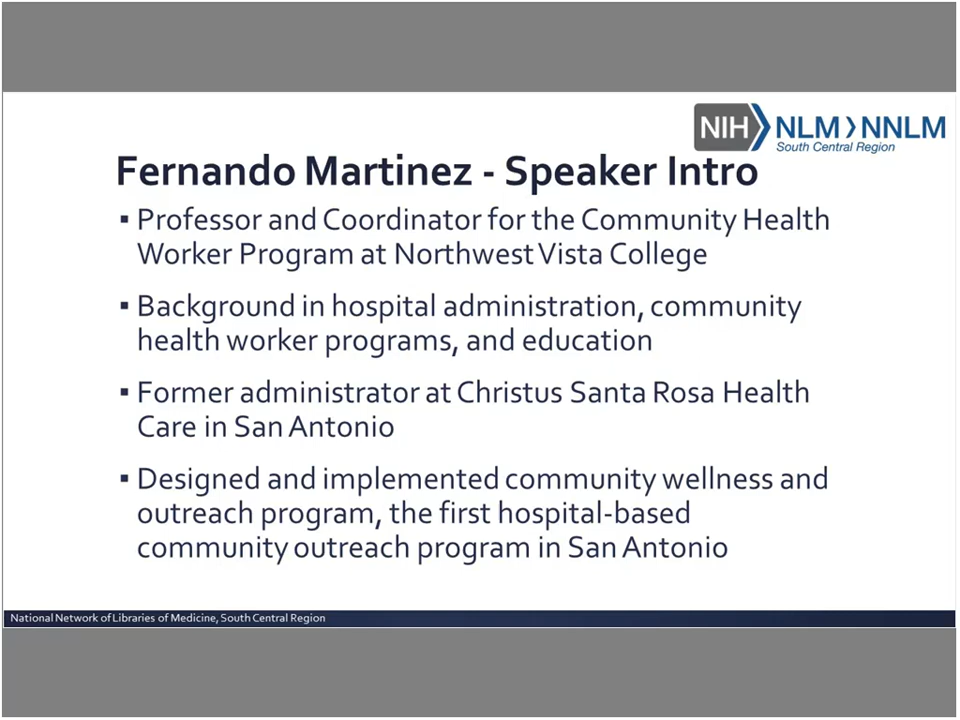 NIH NLM NNLM
South Central Region
Fernando Martinez - Speaker Intro
▪ Professor and Coordinator for the Community Health
Worker Program at Northwest Vista College
▪ Background in hospital administration, community
health worker programs, and education
▪ Former administrator at Christus Santa Rosa Health
Care in San Antonio
▪ Designed and implemented community wellness and
outreach program, the first hospital-based
community outreach program in San Antonio
National Network of Libraries of Medicine, South Central Region